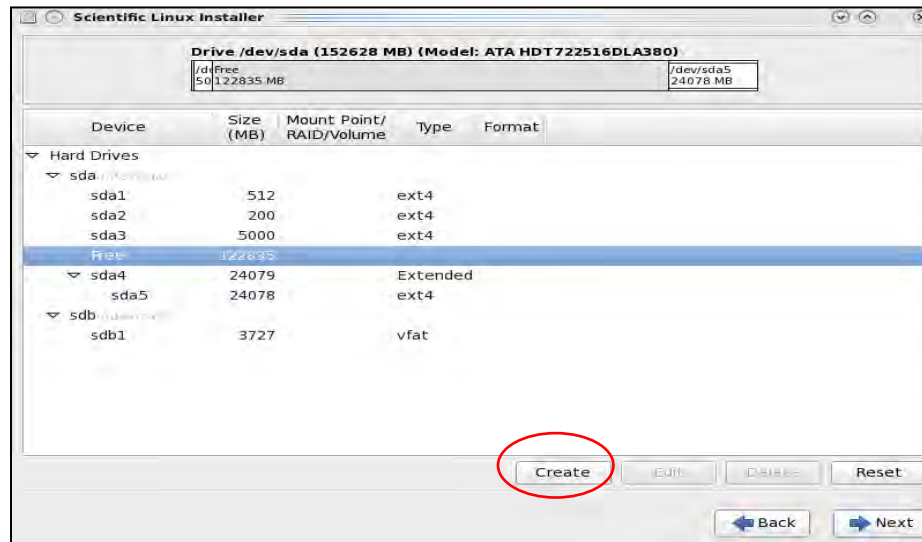 Scientific Linux Installer
Drive /dev/sda (152628 MB) (Model: ATA HDT722516DLA380)
/d Free /dev/sda5
50 122835 MB 24078 MB
Device Size (MB) Mount Point/ RAID/Volume Type Format
Hard Drives
sda
sda1 512 ext4
sda2 200 ext4
sda3 5000 ext4
Free 122835
sda4 24079 Extended
sda5 24078 ext4
sdb
sdb1 3727 vfat
Create Edit Delete Reset
Back Next